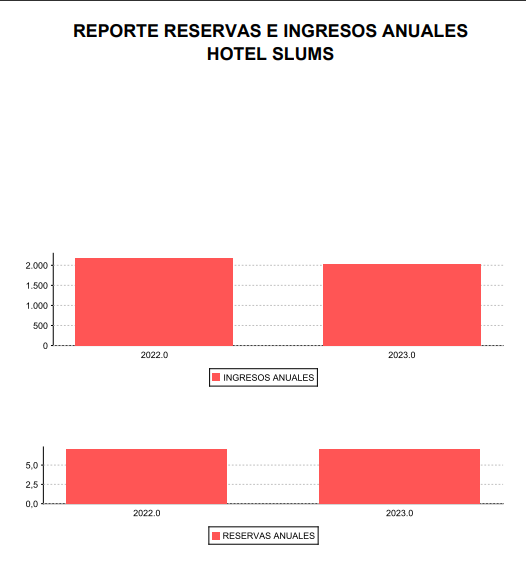 REPORTE RESERVAS E INGRESOS ANUALES
HOTEL SLUMS
2.000
1.500
1.000
500
0
2022.0 2023.0
INGRESOS ANUALES
5,0
2,5
0,0
2022.0 2023.0
RESERVAS ANUALES